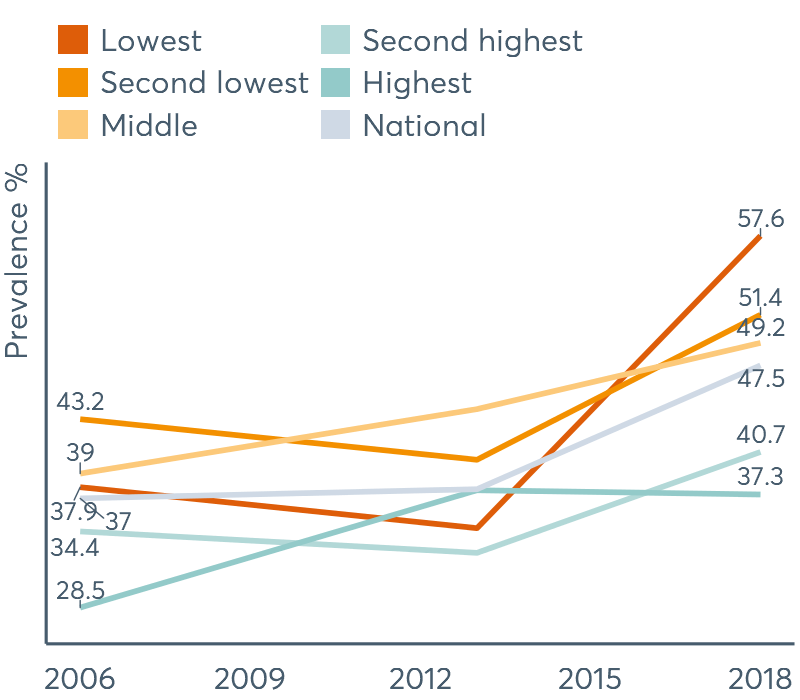 Lowest
Second lowest
Middle
Second highest
Highest
National
Prevalence %
57.6
51.4
49.2
47.5
43.2
40.7
39
37.3
37.9
37
34.4
28.5
2006 2009 2012 2015 2018